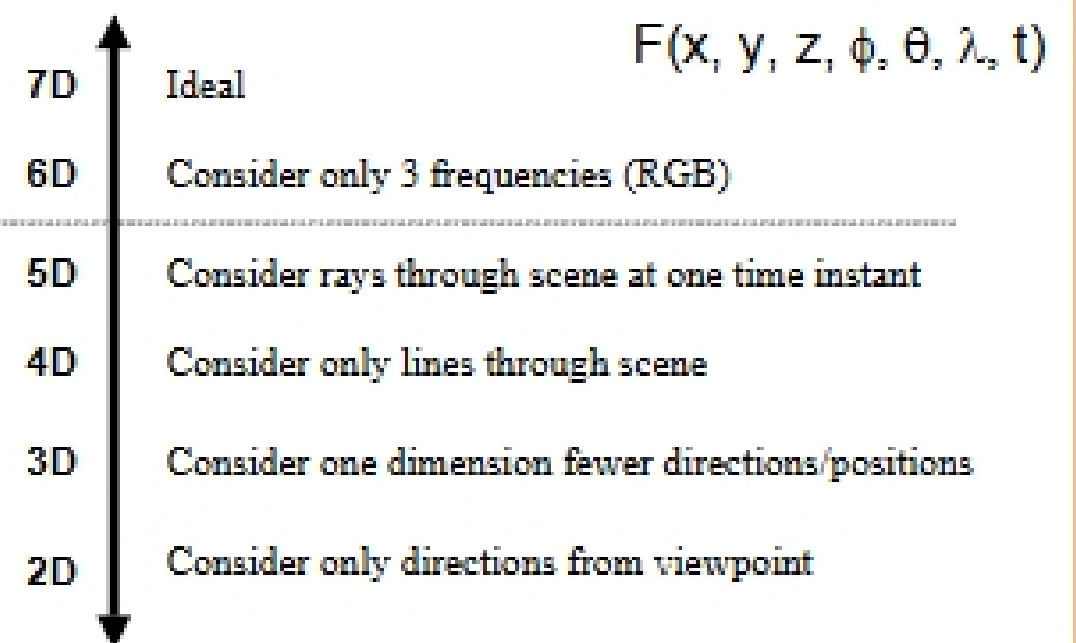 F(x, y, z, ϕ, θ, λ, t)
7D Ideal
6D Consider only 3 frequencies (RGB)
5D Consider rays through scene at one time instant
4D Consider only lines through scene
3D Consider one dimension fewer directions/positions
2D Consider only directions from viewpoint